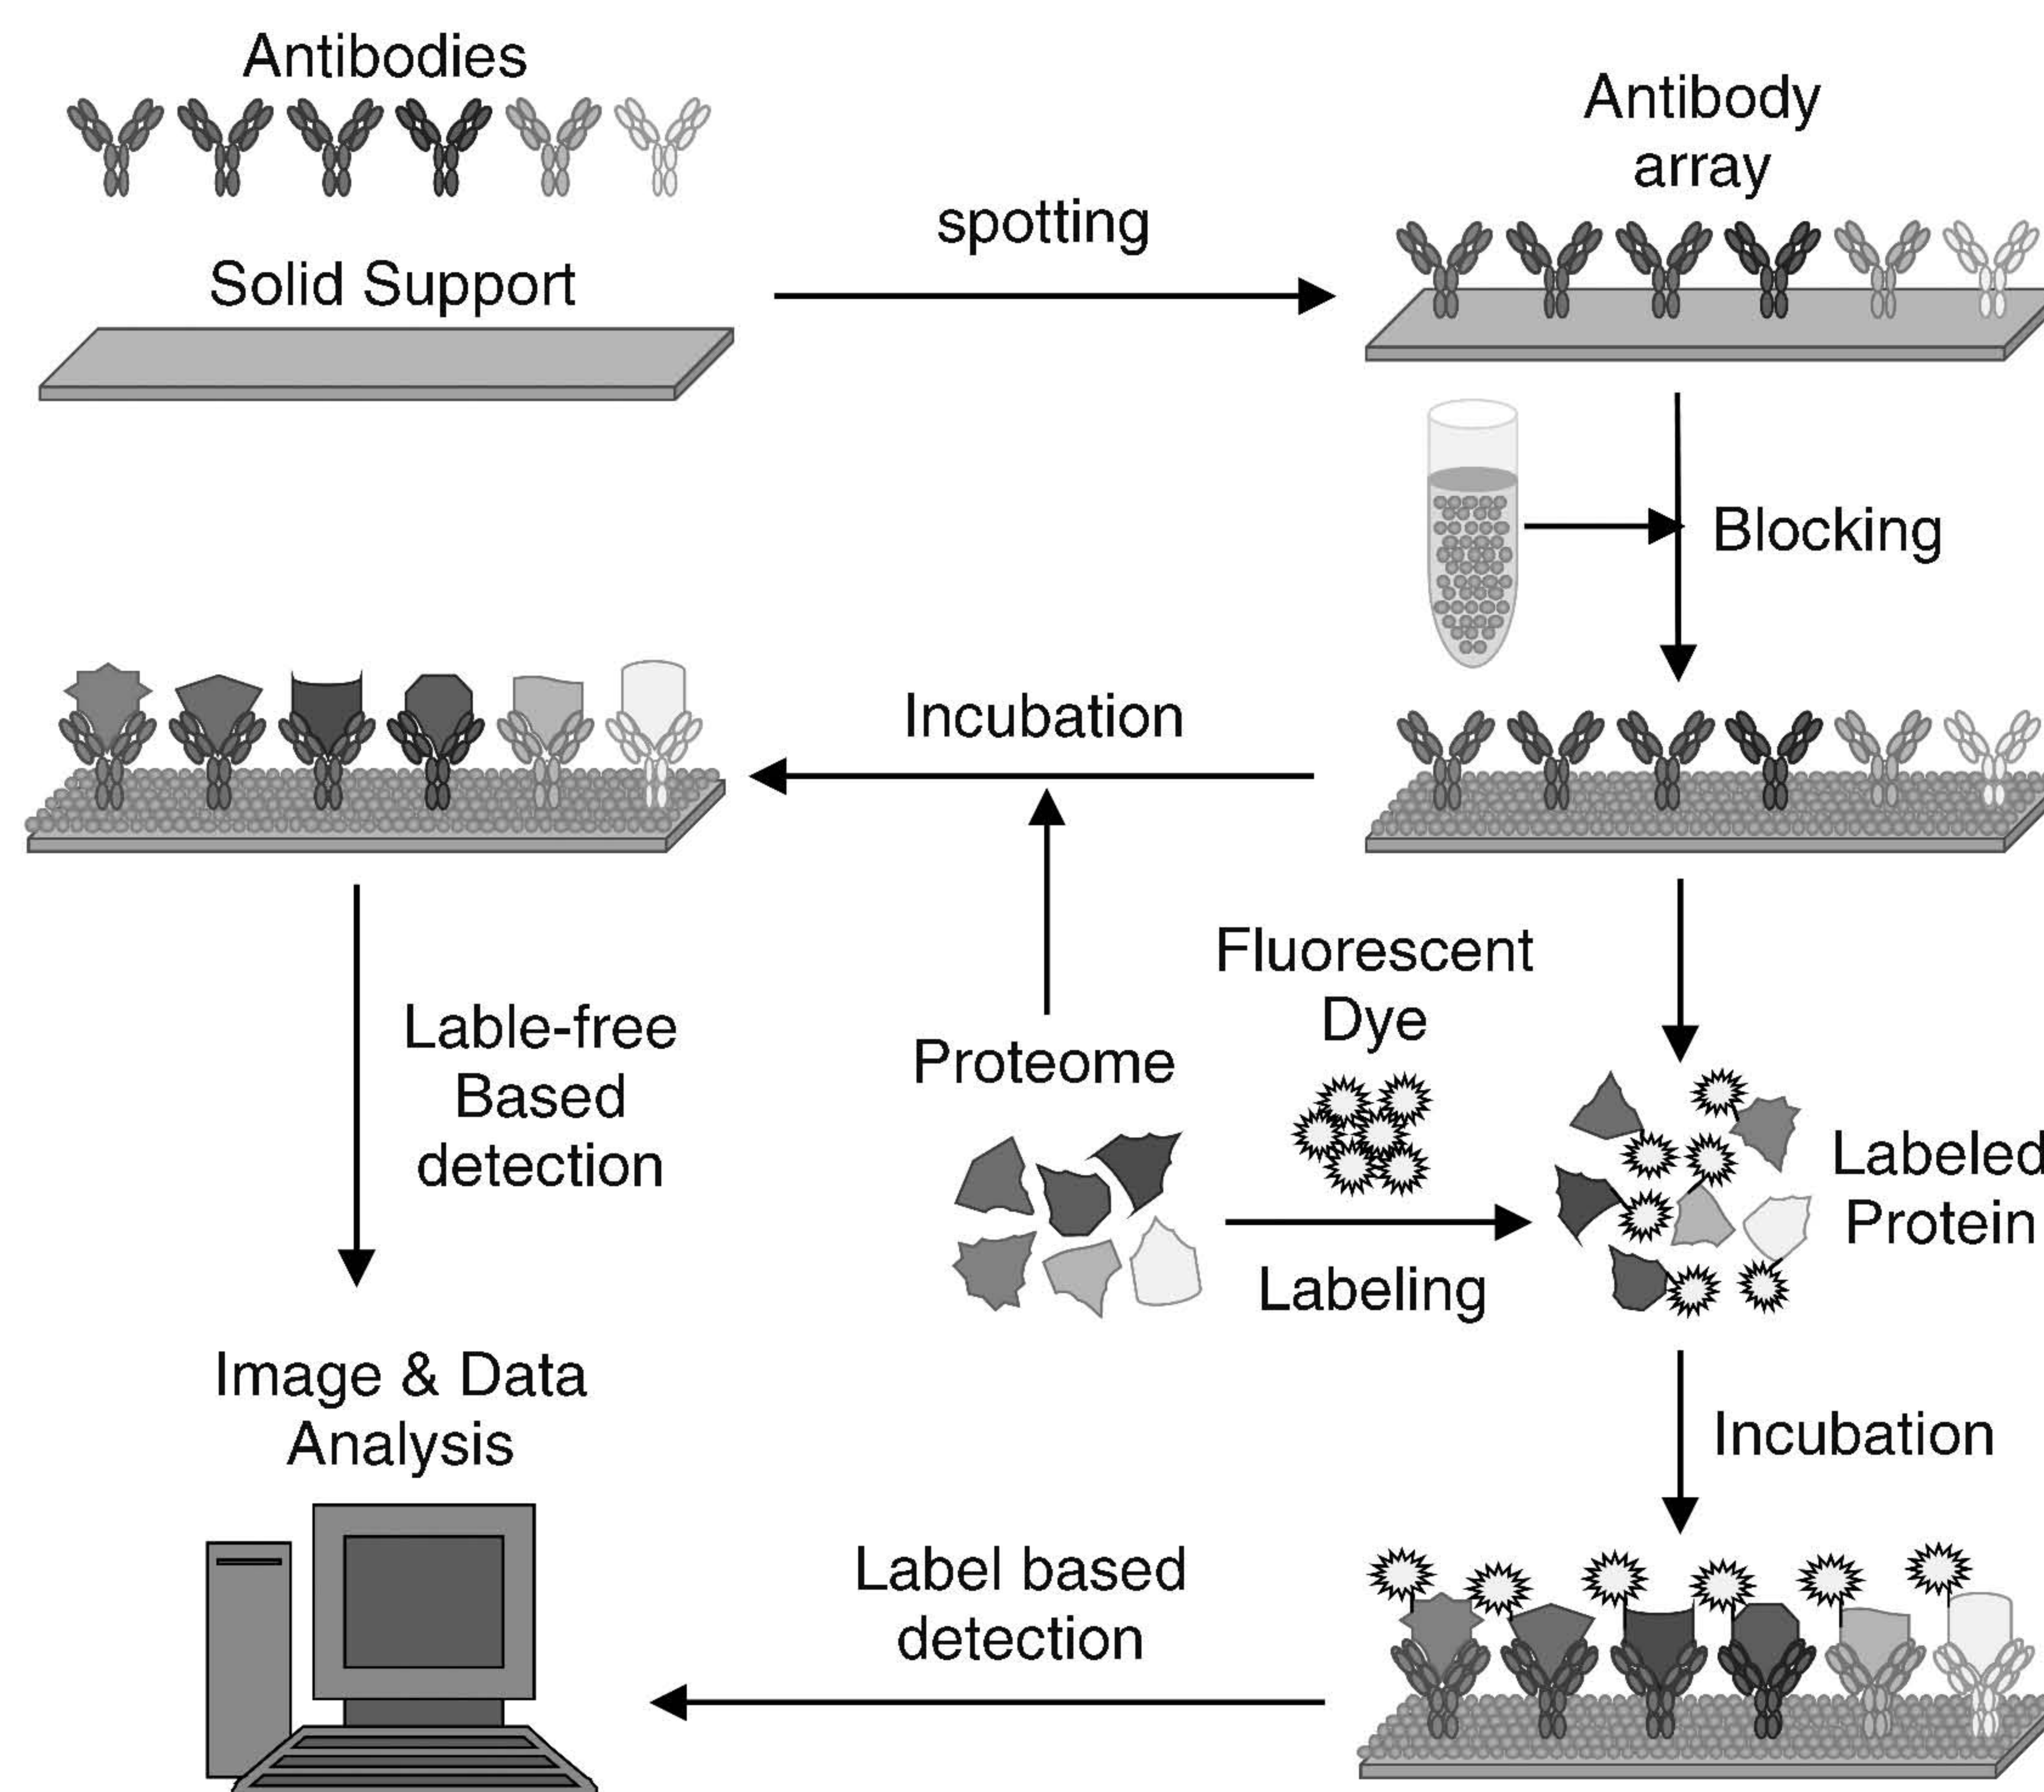 Antibodies
Solid Support
spotting
Antibody
array
Blocking
Incubation
Lable-free
Based
detection
Proteome
Fluorescent
Dye
Labeling
Labeled
Protein
Incubation
Image & Data
Analysis
Label based
detection